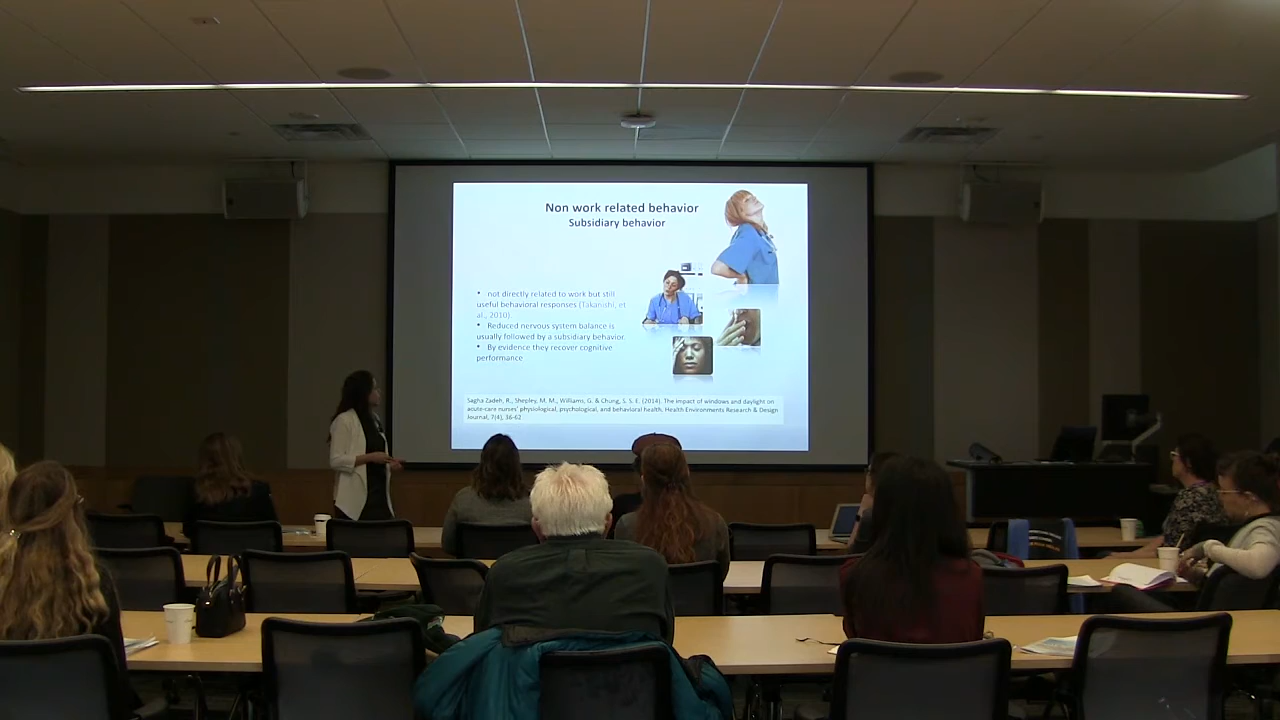 Non work related behavior
Subsidiary behavior
• not directly related to work but still
useful behavioral responses (Takanishi, et
al., 2010).
• Reduced nervous system balance is
usually followed by a subsidiary behavior.
• By evidence they recover cognitive
performance
Sagha Zadeh, R., Shepley, M. M., Williams, G. & Chung, S. S. E. (2014). The impact of windows and daylight on
acute-care nurses' physiological, psychological, and behavioral health. Health Environments Research & Design
Journal, 7(4), 36-62